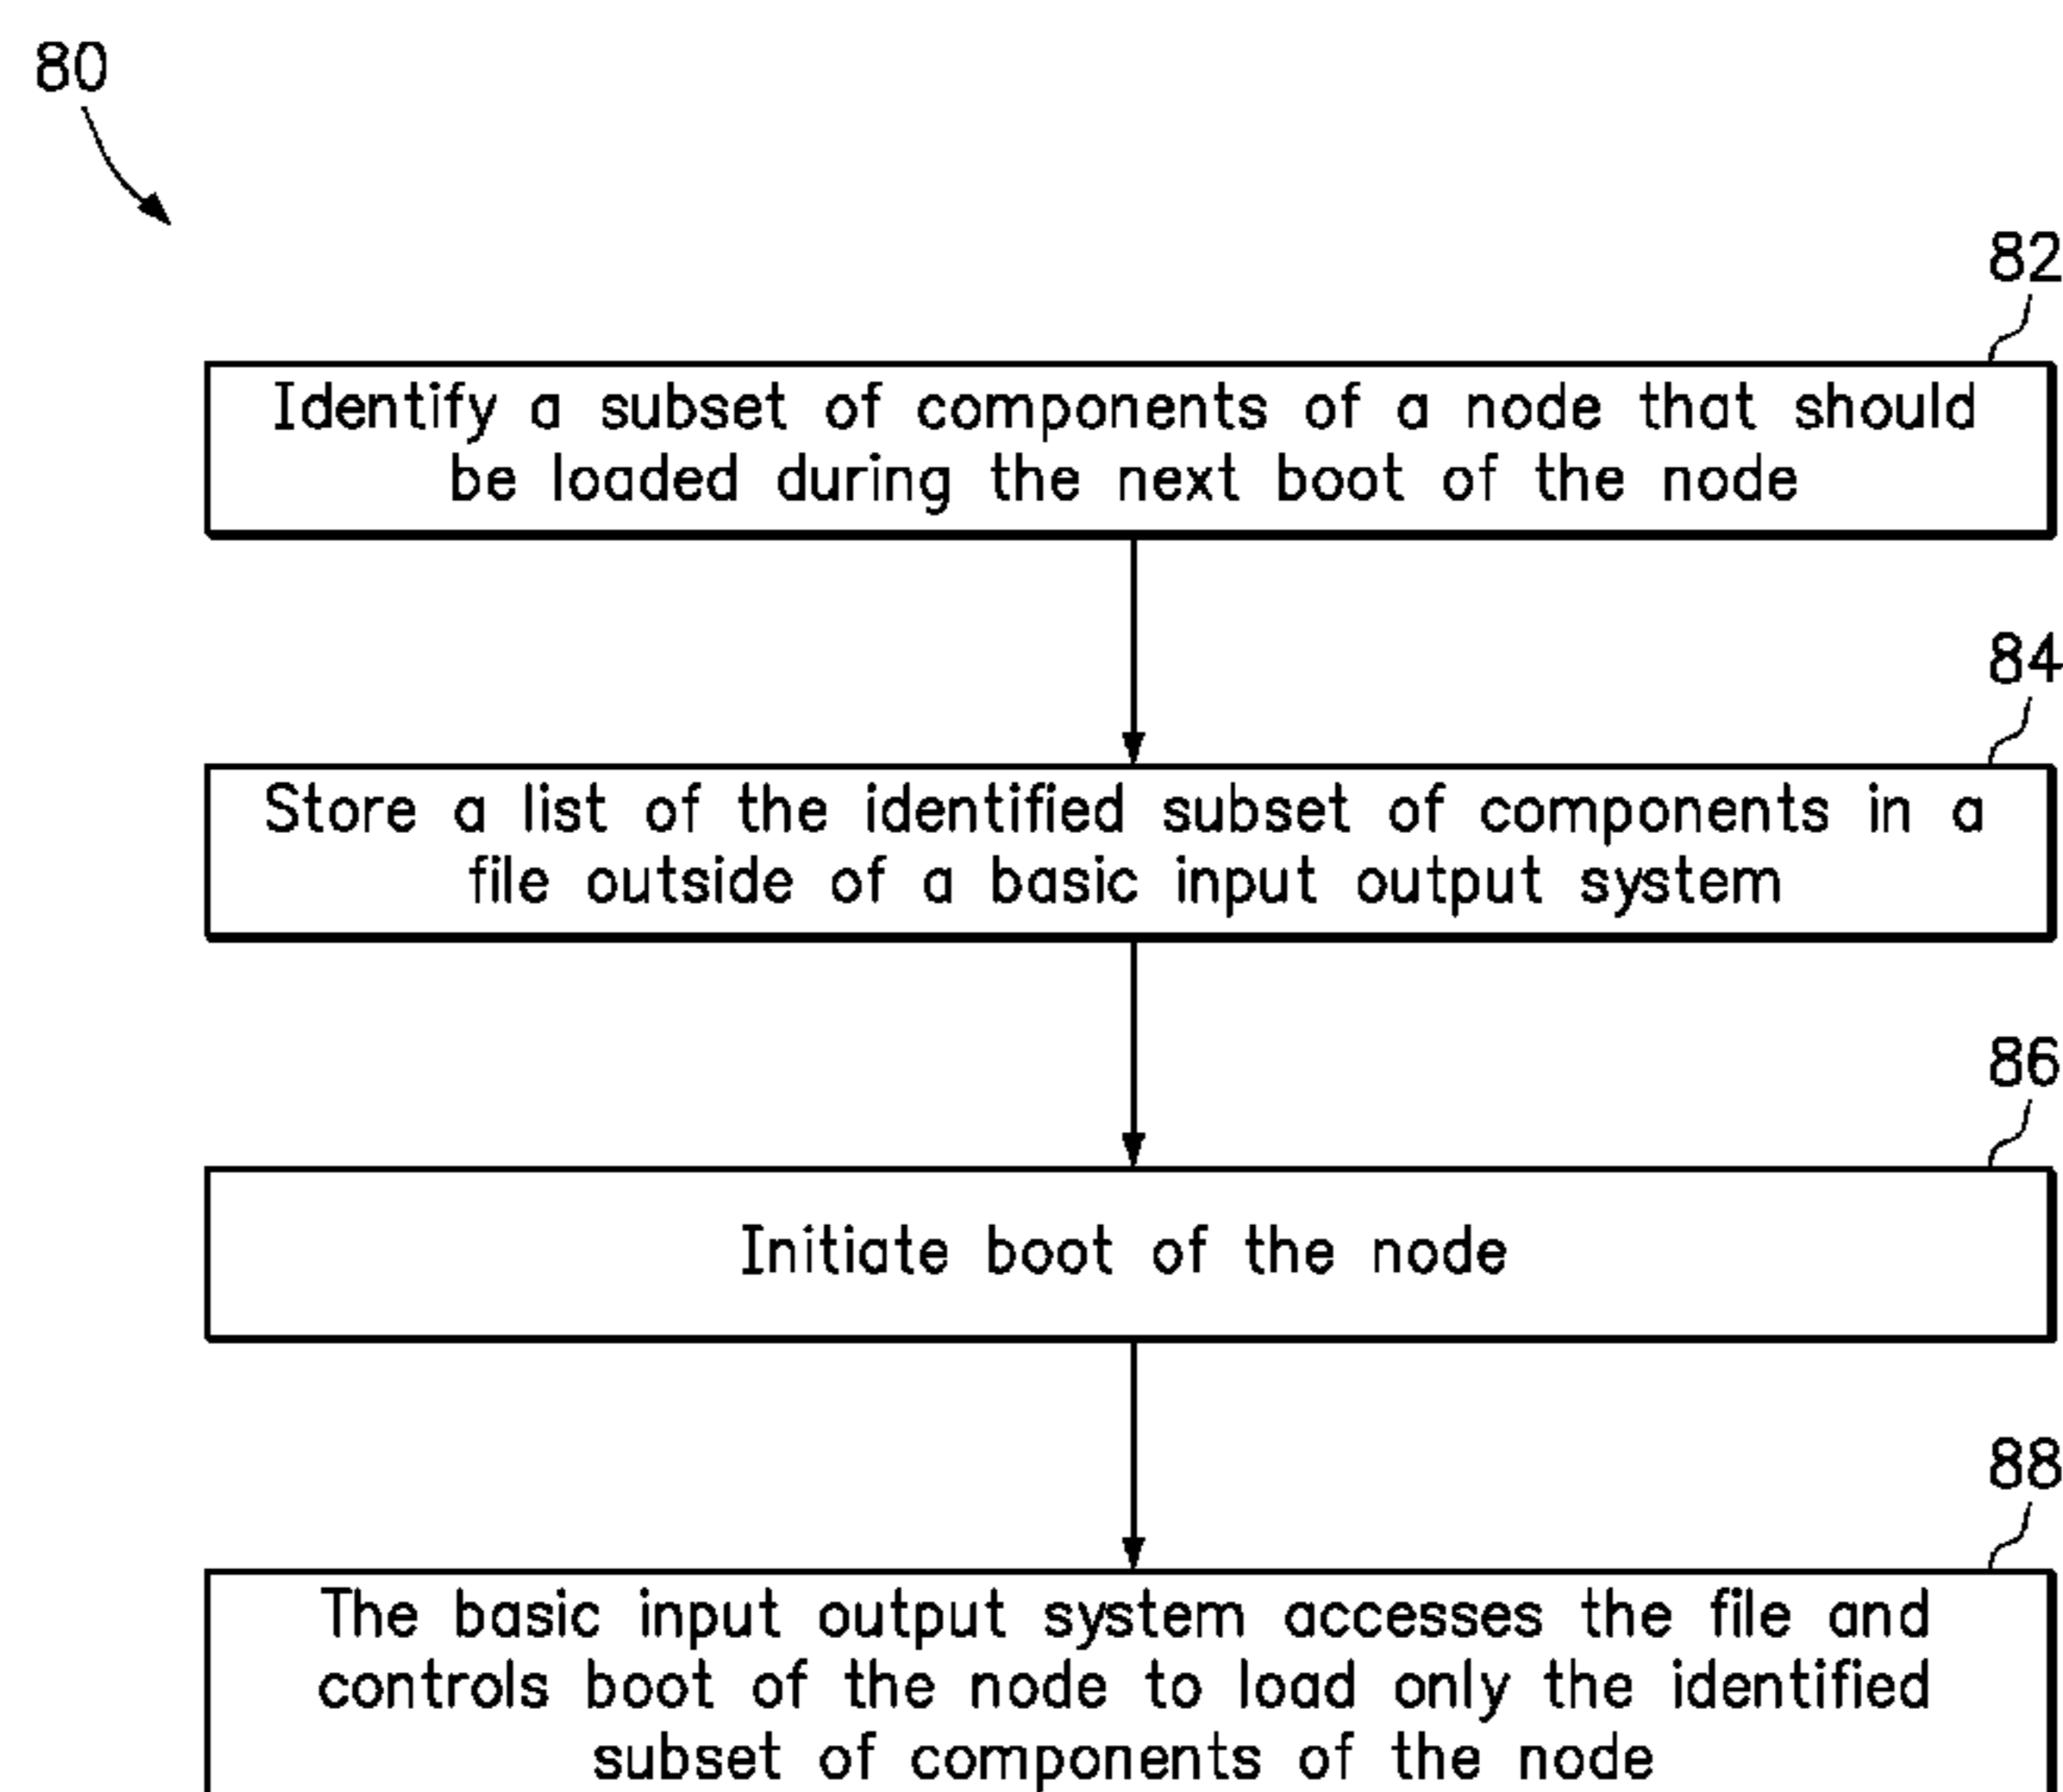 80
82
Identify a subset of components of a node that should
be loaded during the next boot of the node
84
Store a list of the identified subset of components in a
file outside of a basic input output system
86
Initiate boot of the node
88
The basic input output system accesses the file and
controls boot of the node to load only the identified
subset of components of the node